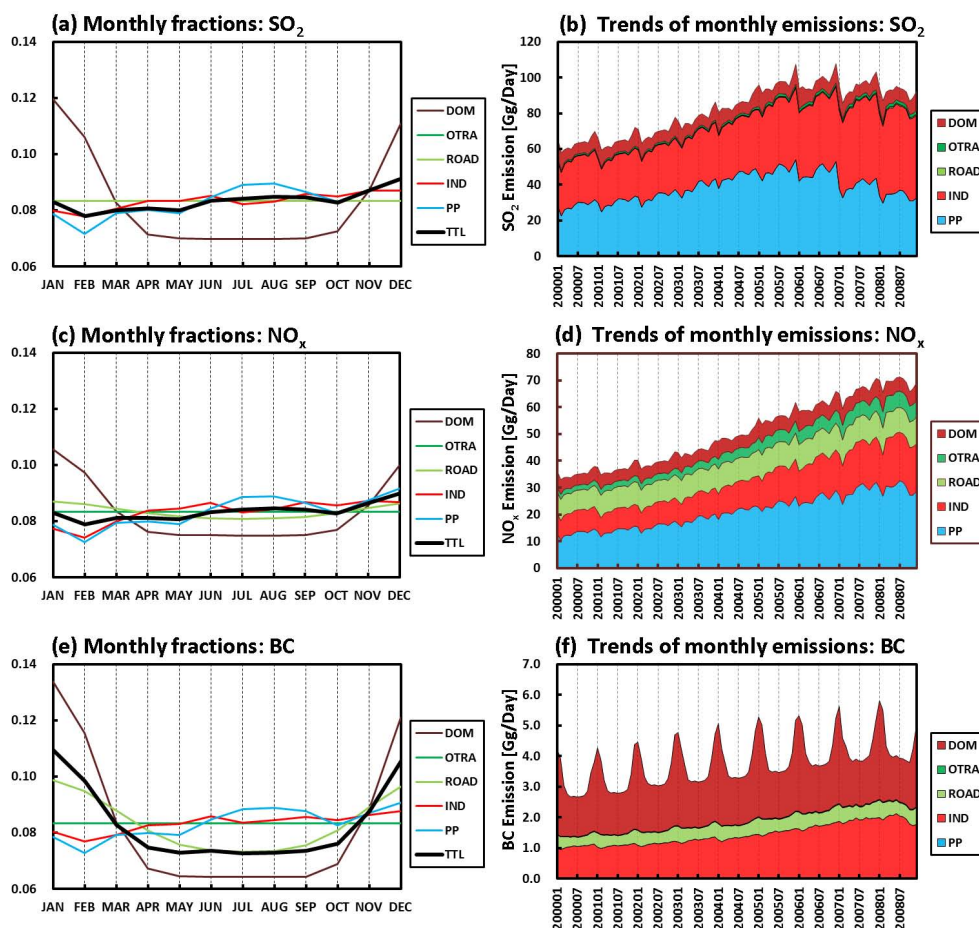 (a) Monthly fractions: SO2
0.14
0.12
0.10
0.08
0.06
JAN FEB MAR APR MAY JUN JUL AUG SEP OCT NOV DEC
DOM
OTRA
ROAD
IND
PP
TTL
(b) Trends of monthly emissions: SO2
SO2 Emission [Gg/Day]
120
100
80
60
40
20
0
200001 200007 200101 200107 200201 200207 200301 200307 200401 200407 200501 200507 200601 200607 200701 200707 200801 200807
DOM
OTRA
ROAD
IND
PP
(c) Monthly fractions: NOx
0.14
0.12
0.10
0.08
0.06
JAN FEB MAR APR MAY JUN JUL AUG SEP OCT NOV DEC
DOM
OTRA
ROAD
IND
PP
TTL
(d) Trends of monthly emissions: NOx
NOx Emission [Gg/Day]
80
70
60
50
40
30
20
10
0
200001 200007 200101 200107 200201 200207 200301 200307 200401 200407 200501 200507 200601 200607 200701 200707 200801 200807
DOM
OTRA
ROAD
IND
PP
(e) Monthly fractions: BC
0.14
0.12
0.10
0.08
0.06
JAN FEB MAR APR MAY JUN JUL AUG SEP OCT NOV DEC
DOM
OTRA
ROAD
IND
PP
TTL
(f) Trends of monthly emissions: BC
BC Emission [Gg/Day]
7.0
6.0
5.0
4.0
3.0
2.0
1.0
0.0
200001 200007 200101 200107 200201 200207 200301 200307 200401 200407 200501 200507 200601 200607 200701 200707 200801 200807
DOM
OTRA
ROAD
IND
PP